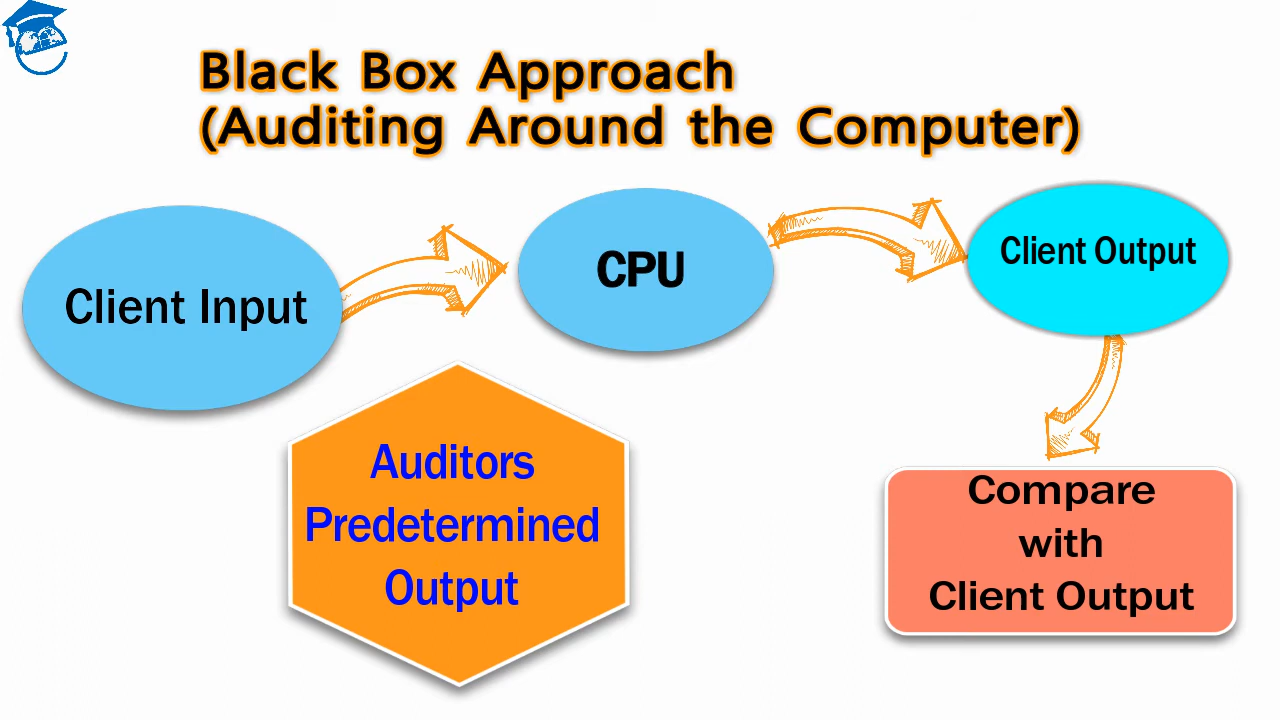 Black Box Approach
(Auditing Around the Computer)
Client Input
CPU
Client Output
Auditors
Predetermined
Output
Compare
with
Client Output